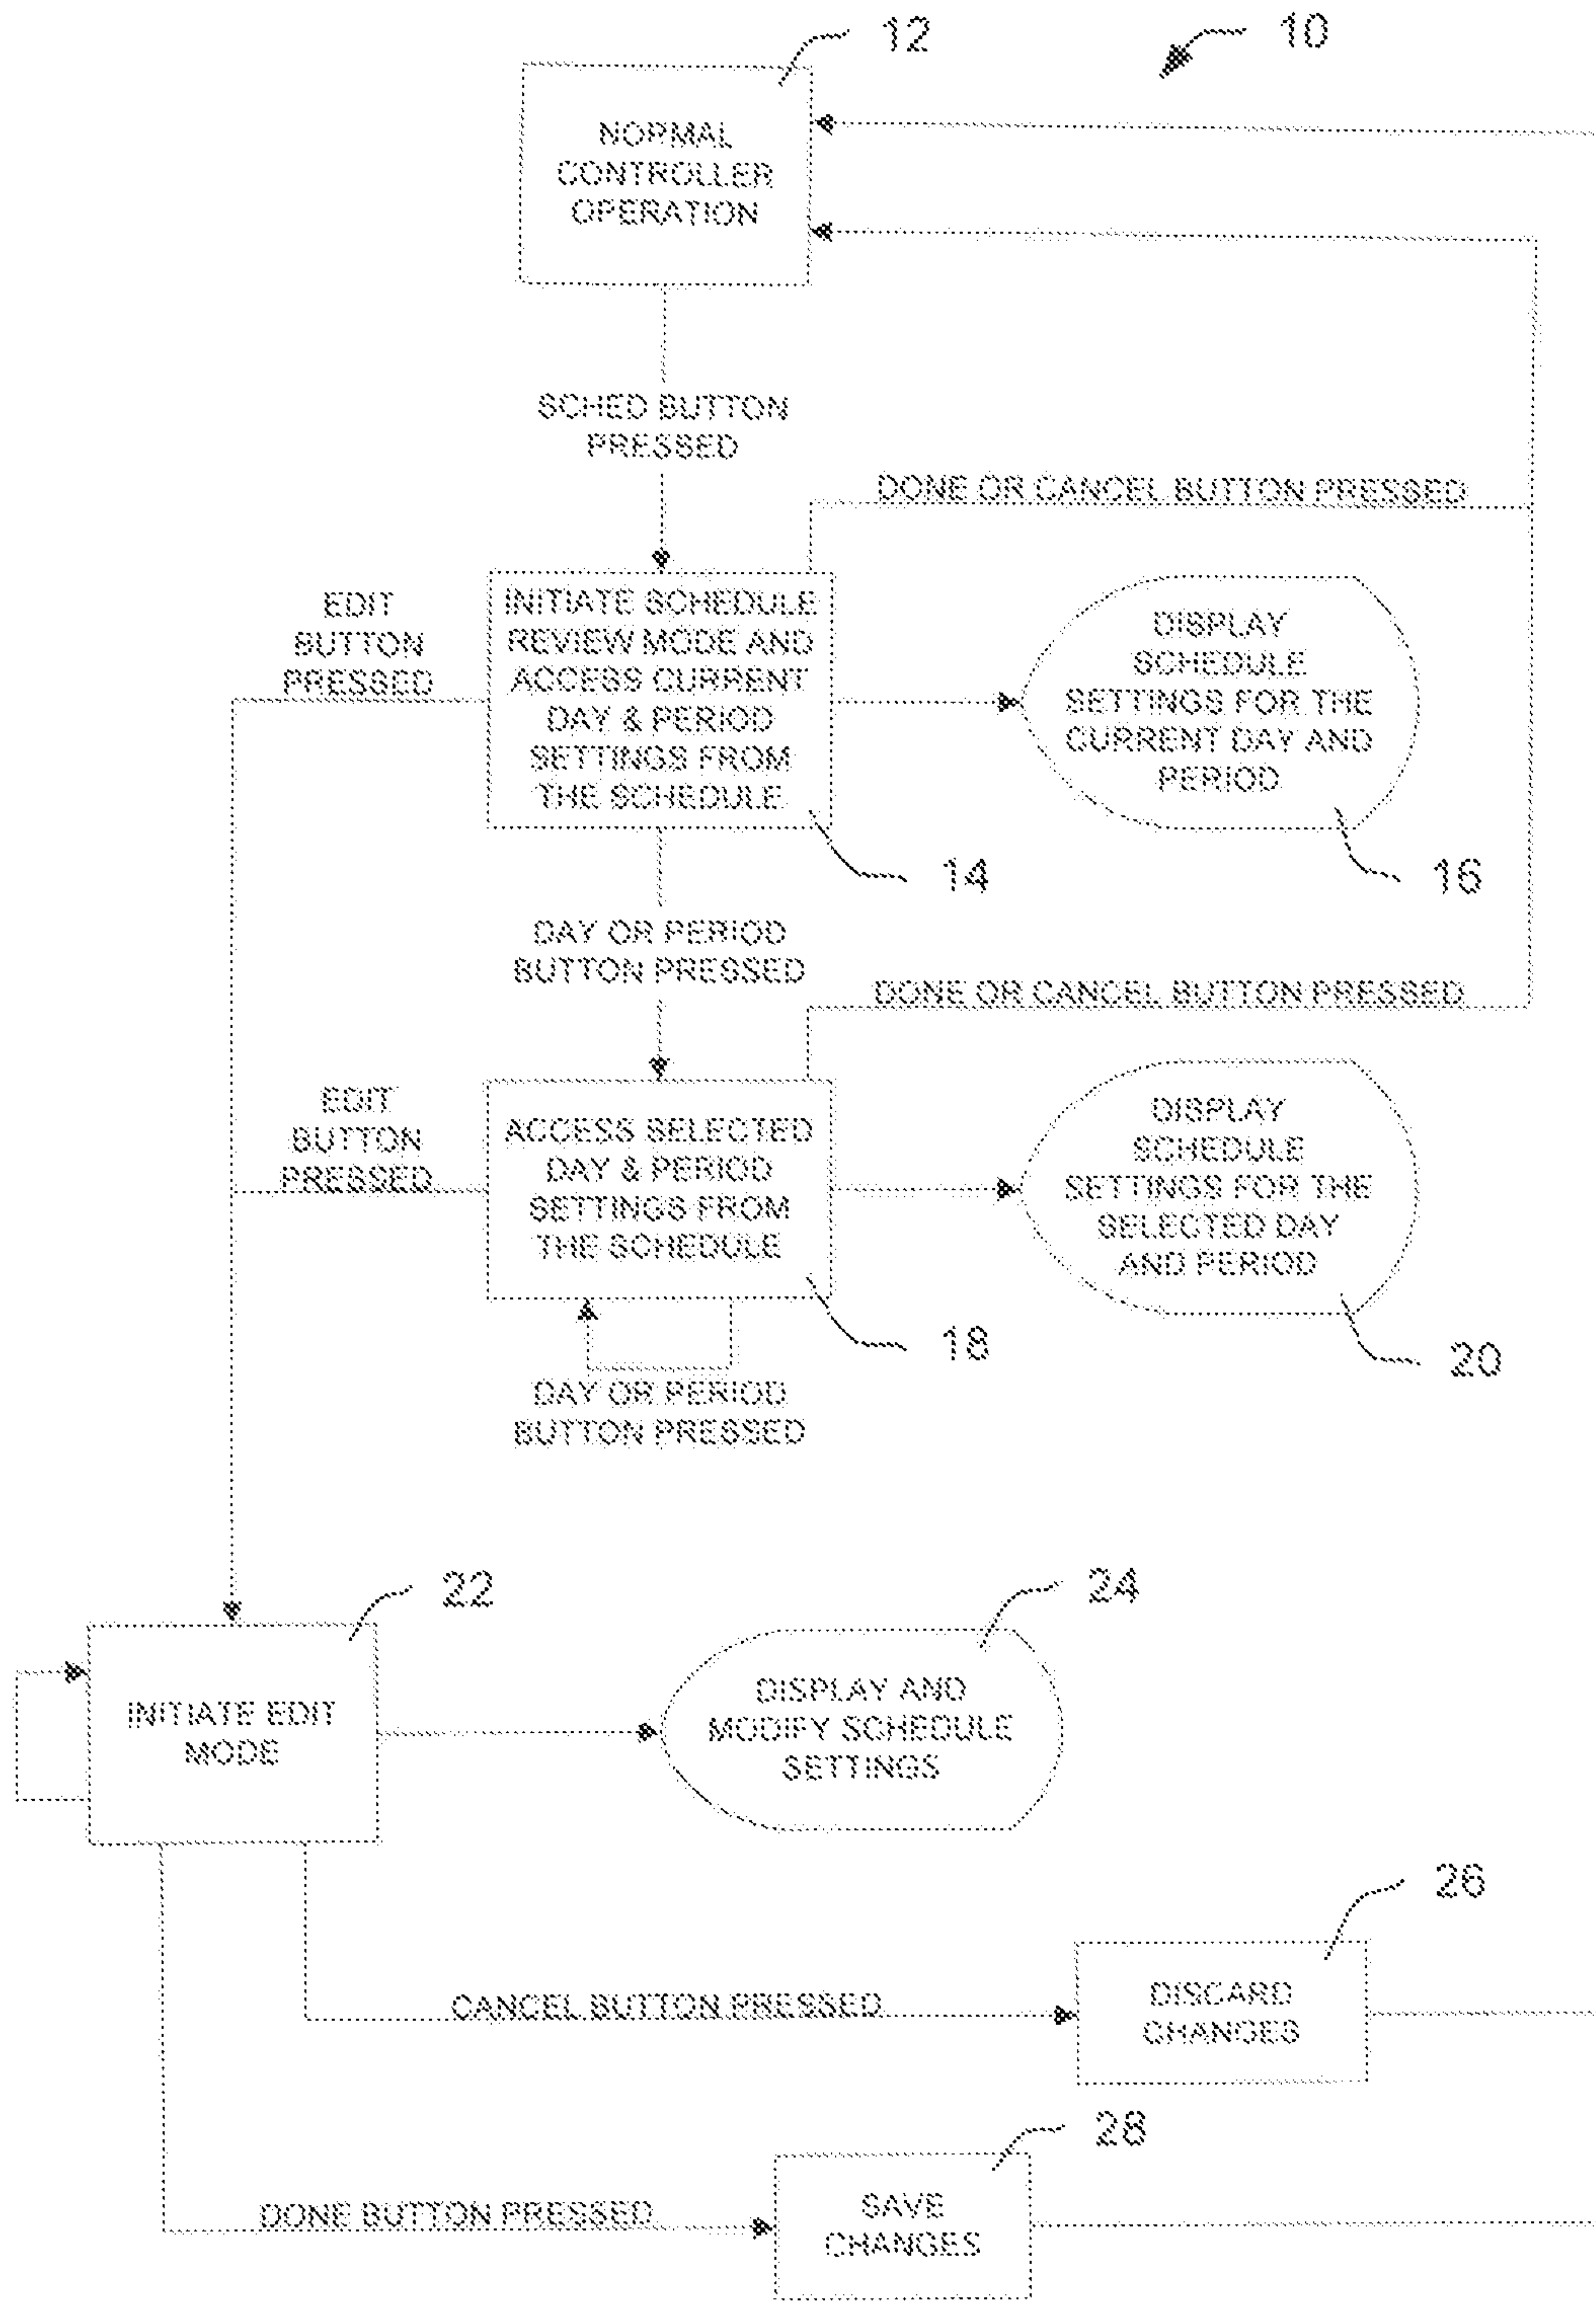 12
10
NORMAL
CONTROLLER
OPERATION
SCHED BUTTON
PRESSED
DONE OR CANCEL BUTTON PRESSED
EDIT
BUTTON
PRESSED
INITIATE SCHEDULE
REVIEW MODE AND
ACCESS CURRENT
DAY & PERIOD
SETTINGS FROM
THE SCHEDULE
DISPLAY
SCHEDULE
SETTINGS FOR THE
CURRENT DAY AND
PERIOD
14
16
DAY OR PERIOD
BUTTON PRESSED
DONE OR CANCEL BUTTON PRESSED
EDIT
BUTTON
PRESSED
ACCESS SELECTED
DAY & PERIOD
SETTINGS FROM
THE SCHEDULE
DISPLAY
SCHEDULE
SETTINGS FOR THE
SELECTED DAY
AND PERIOD
18
20
DAY OR PERIOD
BUTTON PRESSED
22
24
INITIATE EDIT
MODE
DISPLAY AND
MODIFY SCHEDULE
SETTINGS
26
CANCEL BUTTON PRESSED
DISCARD
CHANGES
28
DONE BUTTON PRESSED
SAVE
CHANGES